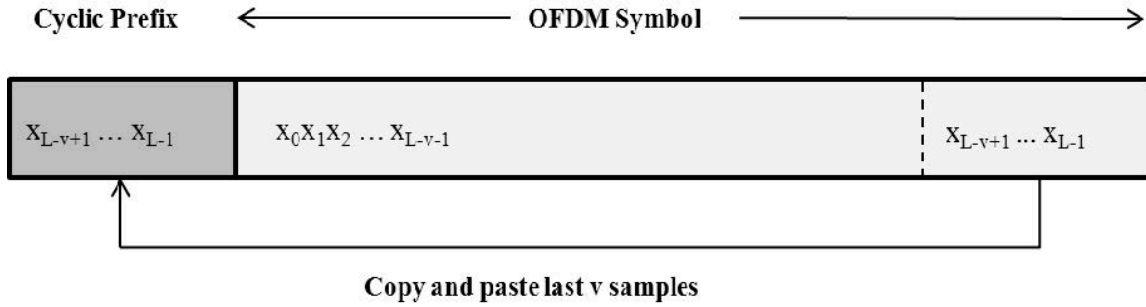 Cyclic Prefix OFDM Symbol
X_{L-v+1} … X_{L-1} X_0X_1X_2 … X_{L-v-1} X_{L-v+1} ... X_{L-1}
Copy and paste last v samples